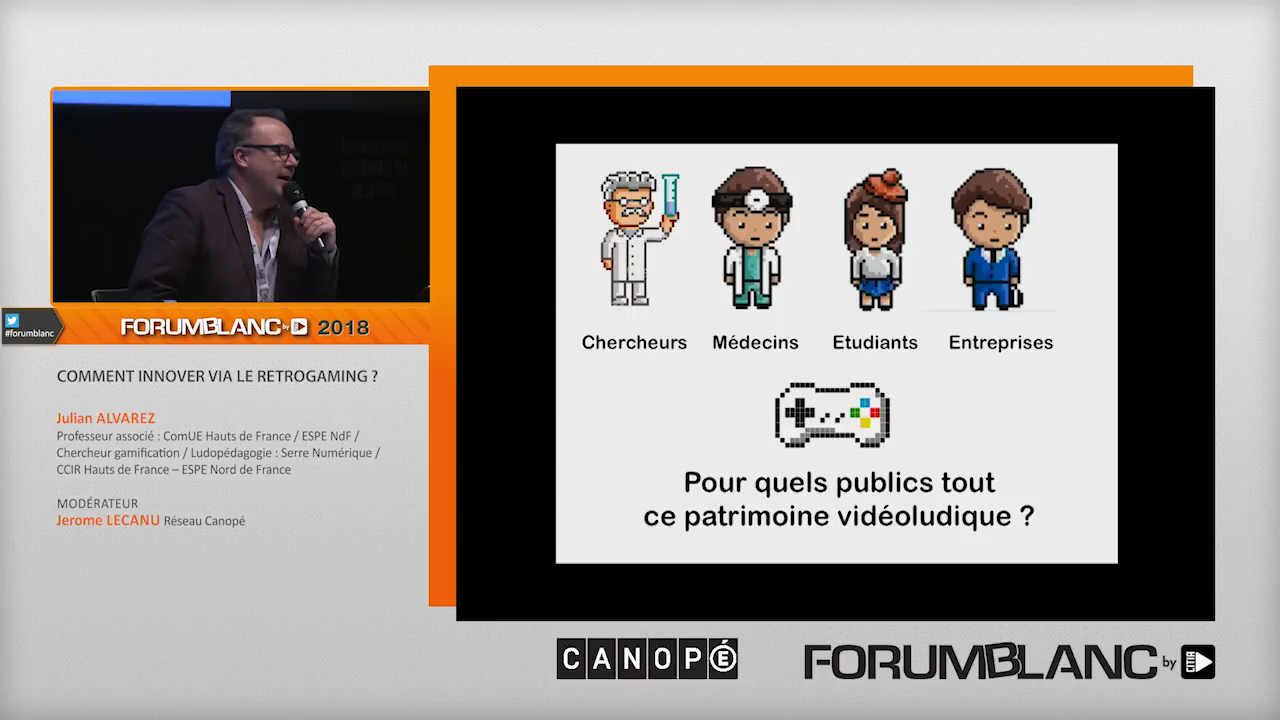 #forumblanc
FORUMBLANC by 2018
COMMENT INNOVER VIA LE RETROGAMING ?
Julian ALVAREZ
Professeur associé : ComUE Hauts de France / ESPE NdF /
Chercheur gamification / Ludopédagogie : Serre Numérique /
CCIR Hauts de France – ESPE Nord de France
MODÉRATEUR
Jerome LECANU Réseau Canopé
Chercheurs Médecins Etudiants Entreprises
Pour quels publics tout
ce patrimoine vidéoludique ?
CANOPÉ
FORUMBLANC by CITIA